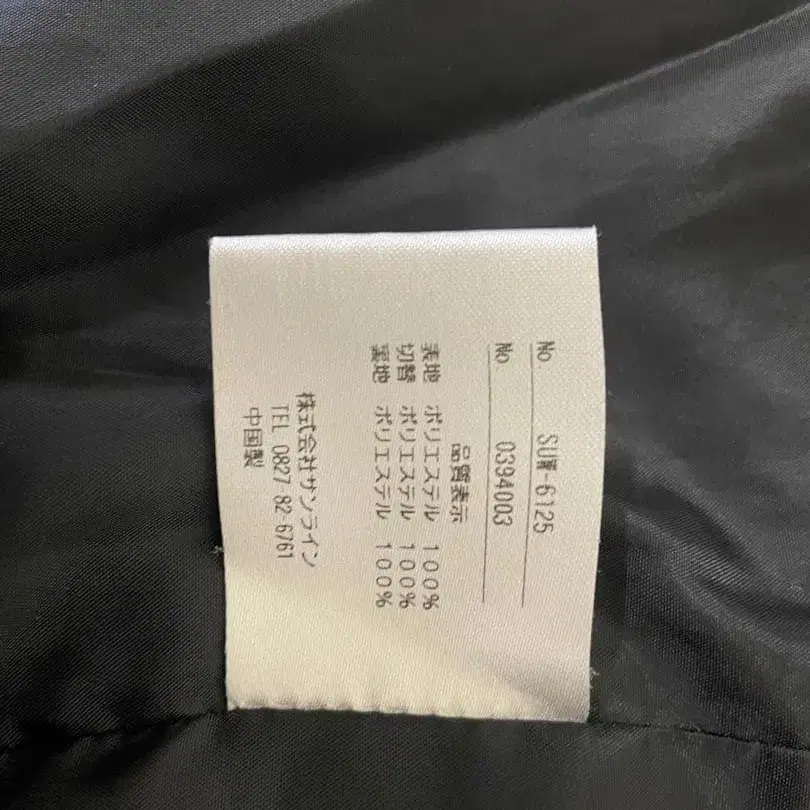 No. SUW-6125
No. 0394003
品質表示
表地 ポリエステル 100%
切替 ポリエステル 100%
裏地 ポリエステル 100%
株式会社サンライン
TEL 0827-82-6761
中国製